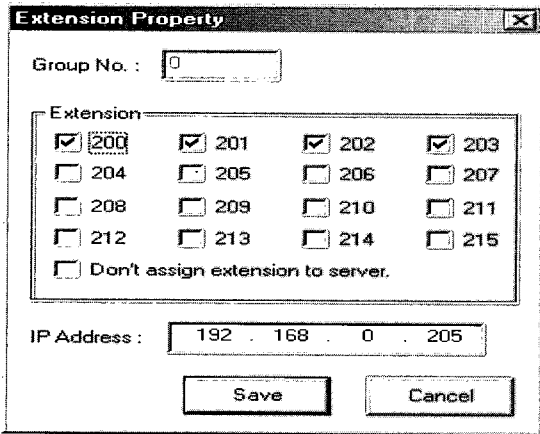 Extension Property
Group No. : 0
Extension
200 201 202 203
204 205 206 207
208 209 210 211
212 213 214 215
Don't assign extension to server.
IP Address : 192 . 168 . 0 . 205
Save Cancel